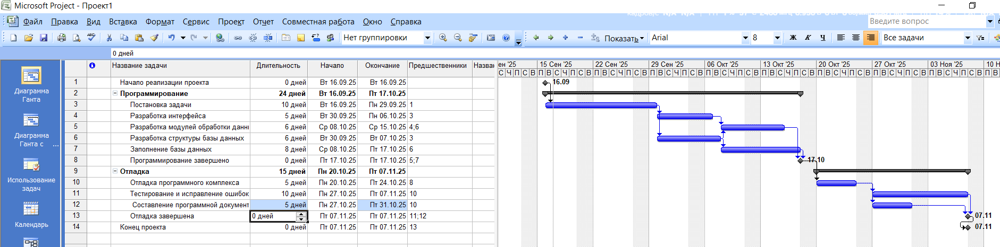 Microsoft Project - Проект1
Файл Правка Вид Вставка Формат Сервис Проект Отчет Совместная работа Окно Справка
Введите вопрос
Нет группировки Показать Arial 8 Ж К Ч Все задачи
0 дней
Название задачи Длительность Начало Окончание Предшественники Назван
ен '25 15 Сен '25 22 Сен '25 29 Сен '25 06 Окт '25 13 Окт '25 20 Окт '25 27 Окт '25 03 Ноя '25 10 Н
С Ч П С В П В С Ч П С В П В С Ч П С В П В С Ч П С В П В С Ч П С В П В С Ч П С В П В С Ч П С В П В С Ч П С В П В С Ч П С В П В
1 Начало реализации проекта 0 дней Вт 16.09.25 Вт 16.09.25 16.09
2 Программирование 24 дней Вт 16.09.25 Пт 17.10.25
3 Постановка задачи 10 дней Вт 16.09.25 Пн 29.09.25 1
4 Разработка интерфейса 5 дней Вт 30.09.25 Пн 06.10.25 3
5 Разработка модулей обработки данн 6 дней Ср 08.10.25 Ср 15.10.25 4;6
6 Разработка структуры базы данных 6 дней Вт 30.09.25 Вт 07.10.25 3
7 Заполнение базы данных 8 дней Ср 08.10.25 Пт 17.10.25 6
8 Программирование завершено 0 дней Пт 17.10.25 Пт 17.10.25 5;7 17.10
9 Отладка 15 дней Пн 20.10.25 Пт 07.11.25
10 Отладка программного комплекса 5 дней Пн 20.10.25 Пт 24.10.25 8
11 Тестирование и исправление ошибок 10 дней Пн 27.10.25 Пт 07.11.25 10
12 Составление программной документ 5 дней Пн 27.10.25 Пт 31.10.25 10
13 Отладка завершена 0 дней Пт 07.11.25 Пт 07.11.25 11;12 07.11
14 Конец проекта 0 дней Пт 07.11.25 Пт 07.11.25 13 07.11
Диаграмма
Ганта
Диаграмма
Ганта с ...
Использование
задач
Календарь